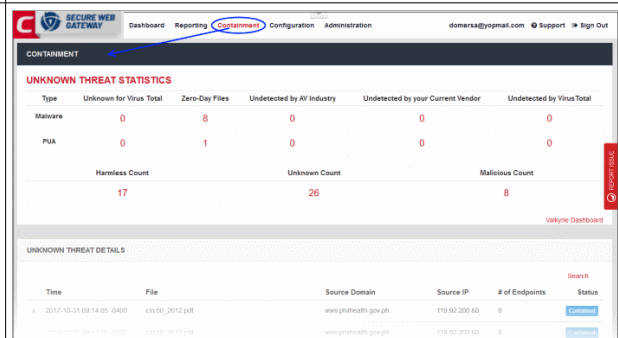 C SECURE WEB GATEWAY Dashboard Reporting Containment Configuration Administration domersa@yopmail.com Support Sign Out
CONTAINMENT
UNKNOWN THREAT STATISTICS
Type Unknown for Virus Total Zero-Day Files Undetected by AV Industry Undetected by your Current Vendor Undetected by VirusTotal
Malware 0 8 0 0 0
PUA 0 1 0 0 0
Harmless Count Unknown Count Malicious Count
17 26 8
Valkyrie Dashboard
REPORT ISSUE
UNKNOWN THREAT DETAILS
Search
Time File Source Domain Source IP # of Endpoints Status
2017-10-31 09:14:05 -0400 cxc50_2012.pdf www.philhealth.gov.ph 119.92.200.60 0 Contained